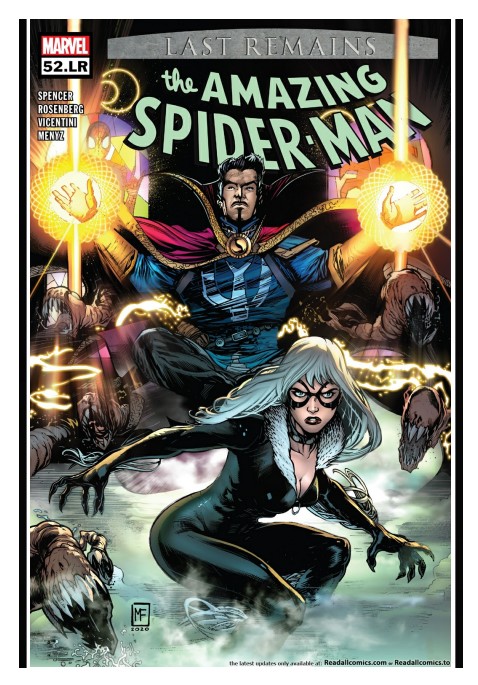 LAST REMAINS
MARVEL
52.LR
the AMAZING
SPIDER-MAN
SPENCER
ROSENBERG
VICENTINI
MENYZ
MF
2020
the latest updates only available at: Readallcomics.com or Readallcomics.to